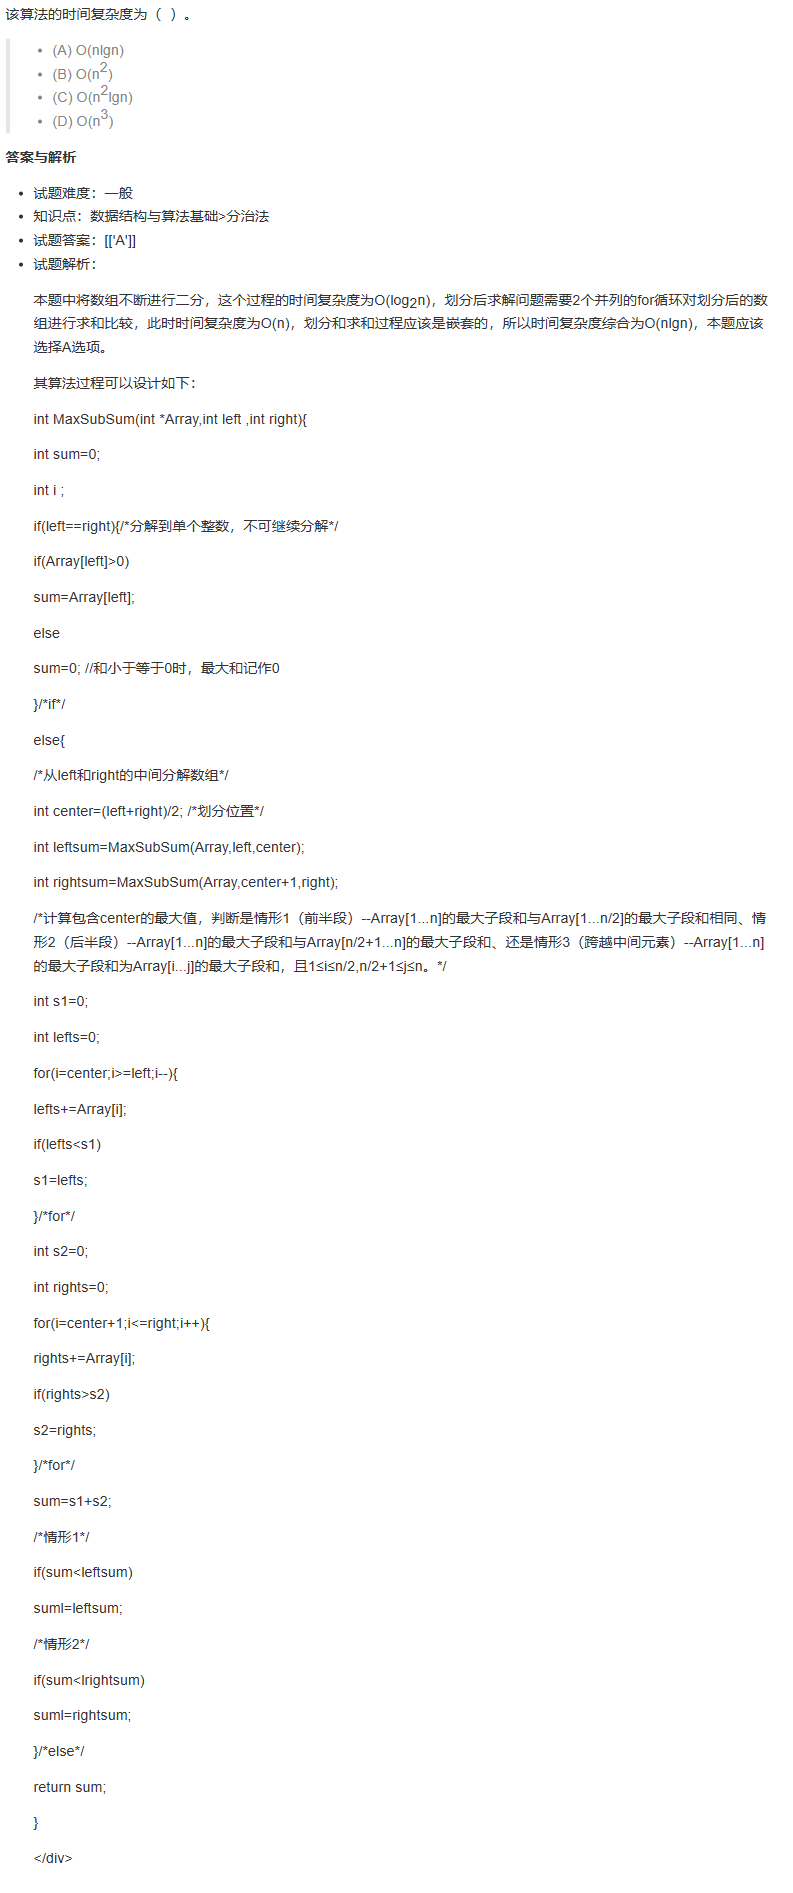 该算法的时间复杂度为（  ）。
(A) O(nlgn)
(B) O(n2)
(C) O(n2lgn)
(D) O(n3)
答案与解析
试题难度：一般
知识点：数据结构与算法基础>分治法
试题答案：[['A']]
试题解析：
本题中将数组不断进行二分，这个过程的时间复杂度为O(log2n)，划分后求解问题需要2个并列的for循环对划分后的数
组进行求和比较，此时时间复杂度为O(n)，划分和求和过程应该是嵌套的，所以时间复杂度综合为O(nlgn)，本题应该
选择A选项。
其算法过程可以设计如下：
int MaxSubSum(int *Array,int left ,int right){
int sum=0;
int i ;
if(left==right){/*分解到单个整数，不可继续分解*/
if(Array[left]>0)
sum=Array[left];
else
sum=0; //和小于等于0时，最大和记作0
}/*if*/
else{
/*从left和right的中间分解数组*/
int center=(left+right)/2; /*划分位置*/
int leftsum=MaxSubSum(Array,left,center);
int rightsum=MaxSubSum(Array,center+1,right);
/*计算包含center的最大值，判断是情形1（前半段）--Array[1...n]的最大子段和与Array[1...n/2]的最大子段和相同、情
形2（后半段）--Array[1...n]的最大子段和与Array[n/2+1...n]的最大子段和、还是情形3（跨越中间元素）--Array[1...n]
的最大子段和为Array[i...j]的最大子段和，且1≤i≤n/2,n/2+1≤j≤n。*/
int s1=0;
int lefts=0;
for(i=center;i>=left;i--){
lefts+=Array[i];
if(lefts<s1)
s1=lefts;
}/*for*/
int s2=0;
int rights=0;
for(i=center+1;i<=right;i++){
rights+=Array[i];
if(rights>s2)
s2=rights;
}/*for*/
sum=s1+s2;
/*情形1*/
if(sum<leftsum)
suml=leftsum;
/*情形2*/
if(sum<lrightsum)
suml=rightsum;
}/*else*/
return sum;
}
</div>